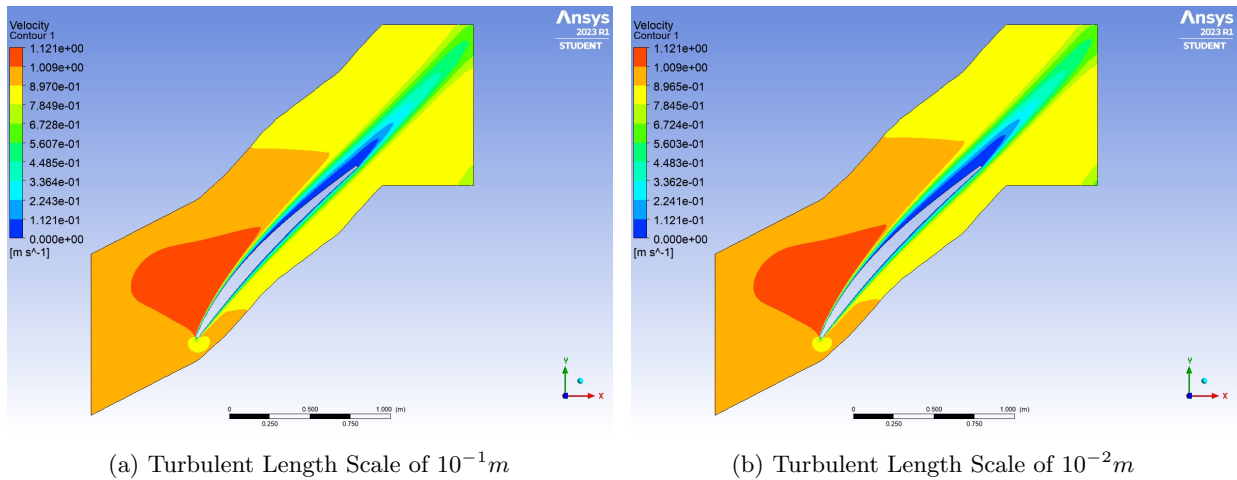 Velocity
Contour 1
1.121e+00
1.009e+00
8.970e-01
7.849e-01
6.728e-01
5.607e-01
4.485e-01
3.364e-01
2.243e-01
1.121e-01
0.000e+00
[m s^-1]
Ansys
2023 R1
STUDENT
Y
X
0 0.500 1.000 (m)
0.250 0.750
(a) Turbulent Length Scale of 10⁻¹m
Velocity
Contour 1
1.121e+00
1.009e+00
8.965e-01
7.845e-01
6.724e-01
5.603e-01
4.483e-01
3.362e-01
2.241e-01
1.121e-01
0.000e+00
[m s^-1]
Ansys
2023 R1
STUDENT
Y
X
0 0.500 1.000 (m)
0.250 0.750
(b) Turbulent Length Scale of 10⁻²m